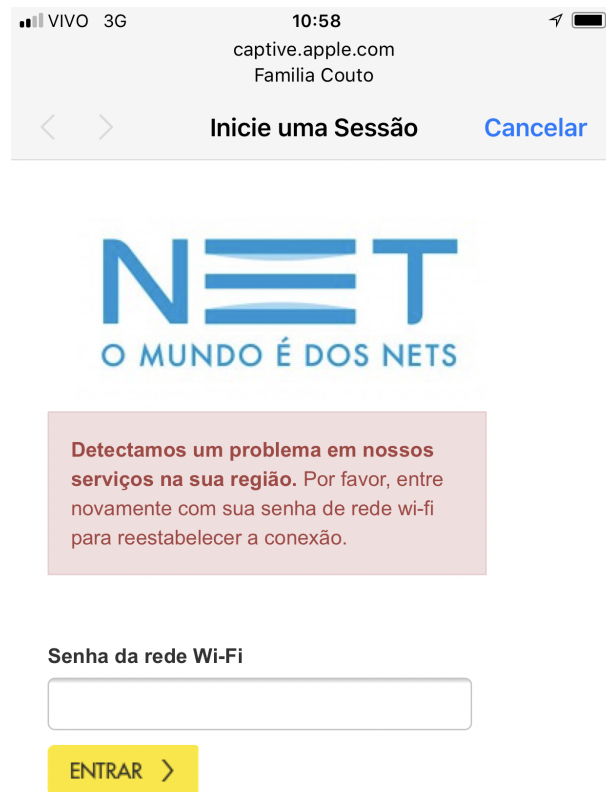 VIVO 3G 10:58
captive.apple.com
Familia Couto
Inicie uma Sessão Cancelar
NET
O MUNDO É DOS NETS
Detectamos um problema em nossos
serviços na sua região. Por favor, entre
novamente com sua senha de rede wi-fi
para reestabelecer a conexão.
Senha da rede Wi-Fi
ENTRAR